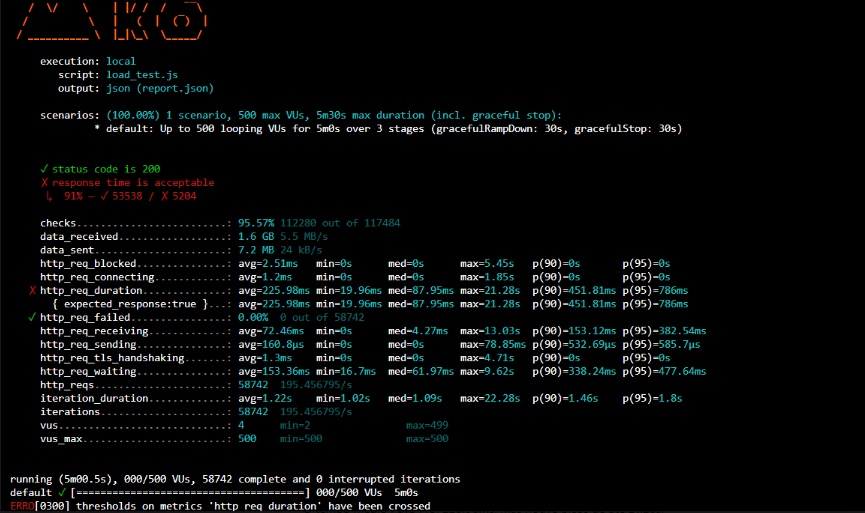 execution: local
script: load_test.js
output: json (report.json)
scenarios: (100.00%) 1 scenario, 500 max VUs, 5m30s max duration (incl. graceful stop):
* default: Up to 500 looping VUs for 5m0s over 3 stages (gracefulRampDown: 30s, gracefulStop: 30s)
✓ status code is 200
✗ response time is acceptable
↳ 91% — ✓ 53538 / ✗ 5204
checks.........................: 95.57% 112280 out of 117484
data_received..................: 1.6 GB 5.5 MB/s
data_sent......................: 7.2 MB 24 kB/s
http_req_blocked...............: avg=2.51ms min=0s med=0s max=5.45s p(90)=0s p(95)=0s
http_req_connecting............: avg=1.2ms min=0s med=0s max=1.85s p(90)=0s p(95)=0s
✗ http_req_duration..............: avg=225.98ms min=19.96ms med=87.95ms max=21.28s p(90)=451.81ms p(95)=786ms
{ expected_response:true }...: avg=225.98ms min=19.96ms med=87.95ms max=21.28s p(90)=451.81ms p(95)=786ms
✓ http_req_failed................: 0.00% 0 out of 58742
http_req_receiving.............: avg=72.46ms min=0s med=4.27ms max=13.03s p(90)=153.12ms p(95)=382.54ms
http_req_sending...............: avg=160.8µs min=0s med=0s max=78.85ms p(90)=532.69µs p(95)=585.7µs
http_req_tls_handshaking.......: avg=1.3ms min=0s med=0s max=4.71s p(90)=0s p(95)=0s
http_req_waiting...............: avg=153.36ms min=16.7ms med=61.97ms max=9.62s p(90)=338.24ms p(95)=477.64ms
http_reqs......................: 58742 195.456795/s
iteration_duration.............: avg=1.22s min=1.02s med=1.09s max=22.28s p(90)=1.46s p(95)=1.8s
iterations.....................: 58742 195.456795/s
vus............................: 4 min=2 max=499
vus_max........................: 500 min=500 max=500
running (5m00.5s), 000/500 VUs, 58742 complete and 0 interrupted iterations
default ✓ [======================================] 000/500 VUs 5m0s
ERRO[0300] thresholds on metrics 'http_req_duration' have been crossed